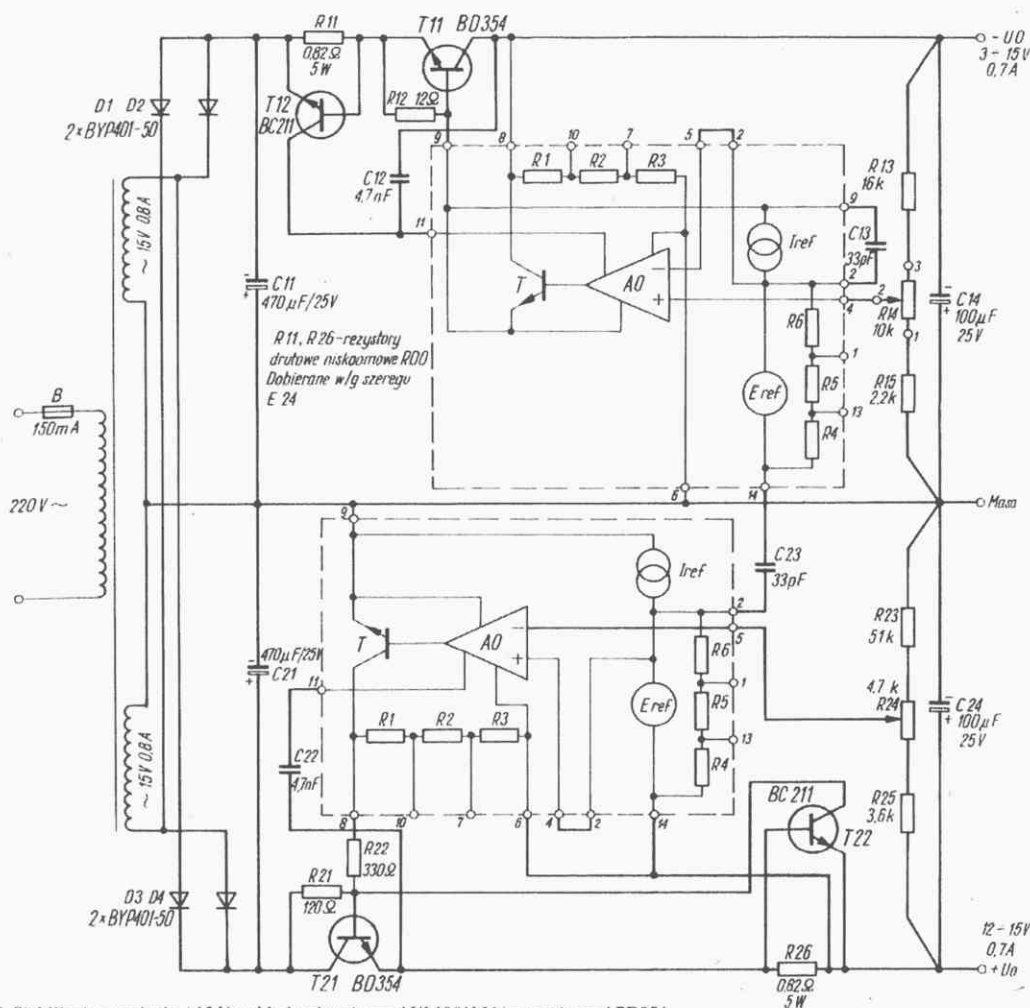 R11
0,82Ω
5W
T11 BD354
- U0
3 – 15V
0,7A
D1 D2
2×BYP401-50
T12
BC211
R12 12Ω
9
8
10
7
5
2
R1
R2
R3
R13
16k
C12
4,7nF
11
9
C13
33pF
~ 15V 0,8A
C11
470μF/25V
Iref
T
AO
2
4
2
3
R14
10k
1
C14
100μF
25V
R6
1
R5
13
R4
Eref
R15
2,2k
R11, R26-rezystory
drutowe niskoomowe RDO
Dobierane w/g szeregu
E 24
B
150mA
220V~
6
14
Masa
9
Iref
C23
33pF
2
5
R23
51k
T
AO
R6
1
R5
13
R4
Eref
470μF/25V
C21
11
4,7k
R24
C24
100μF
25V
R1
R2
R3
~ 15V 0,8A
C22
4,7nF
8
10
7
6
4
2
14
BC211
T22
R25
3,6k
R22
330Ω
R21
120Ω
D3 D4
2×BYP401-50
T21 BD354
R26
0,62Ω
5W
12 – 15V
0,7A
+Uo